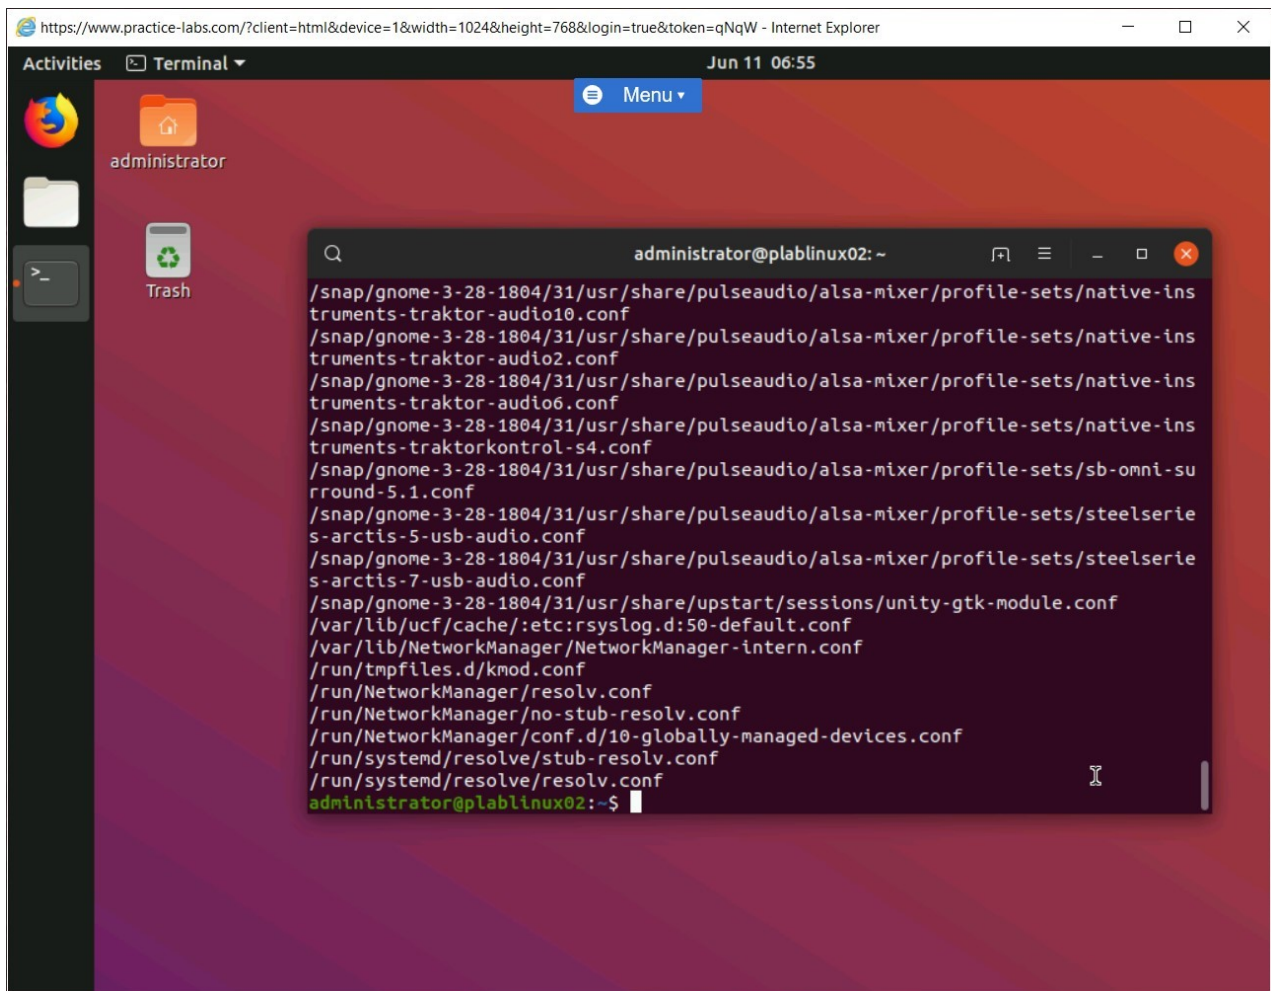 https://www.practice-labs.com/?client=html&device=1&width=1024&height=768&login=true&token=qNqW - Internet Explorer
Activities
Terminal
Jun 11 06:55
Menu
administrator
Trash
administrator@plablinux02: ~
/snap/gnome-3-28-1804/31/usr/share/pulseaudio/alsa-mixer/profile-sets/native-ins
truments-traktor-audio10.conf
/snap/gnome-3-28-1804/31/usr/share/pulseaudio/alsa-mixer/profile-sets/native-ins
truments-traktor-audio2.conf
/snap/gnome-3-28-1804/31/usr/share/pulseaudio/alsa-mixer/profile-sets/native-ins
truments-traktor-audio6.conf
/snap/gnome-3-28-1804/31/usr/share/pulseaudio/alsa-mixer/profile-sets/native-ins
truments-traktorkontrol-s4.conf
/snap/gnome-3-28-1804/31/usr/share/pulseaudio/alsa-mixer/profile-sets/sb-omni-su
rround-5.1.conf
/snap/gnome-3-28-1804/31/usr/share/pulseaudio/alsa-mixer/profile-sets/steelserie
s-arctis-5-usb-audio.conf
/snap/gnome-3-28-1804/31/usr/share/pulseaudio/alsa-mixer/profile-sets/steelserie
s-arctis-7-usb-audio.conf
/snap/gnome-3-28-1804/31/usr/share/upstart/sessions/unity-gtk-module.conf
/var/lib/ucf/cache/:etc:rsyslog.d:50-default.conf
/var/lib/NetworkManager/NetworkManager-intern.conf
/run/tmpfiles.d/kmod.conf
/run/NetworkManager/resolv.conf
/run/NetworkManager/no-stub-resolv.conf
/run/NetworkManager/conf.d/10-globally-managed-devices.conf
/run/systemd/resolve/stub-resolv.conf
/run/systemd/resolve/resolv.conf
administrator@plablinux02:~$